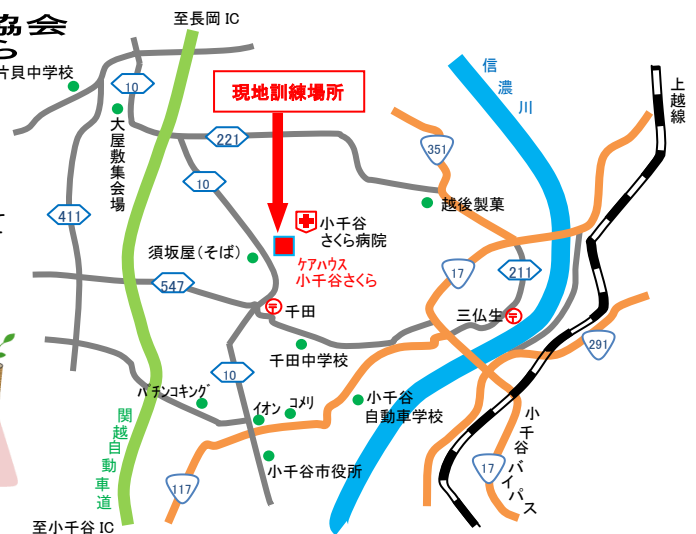 協会
ら
至長岡 IC
片貝中学校
10
大屋敷集会場
現地訓練場所
221
信濃川
上越線
351
10
越後製菓
411
小千谷
さくら病院
須坂屋(そば)
ケアハウス
小千谷さくら
17
211
547
千田
三仏生
千田中学校
291
10
パチンコキング
イオン
コメリ
小千谷
自動車学校
関越自動車道
小千谷バイパス
小千谷市役所
17
117
至小千谷 IC